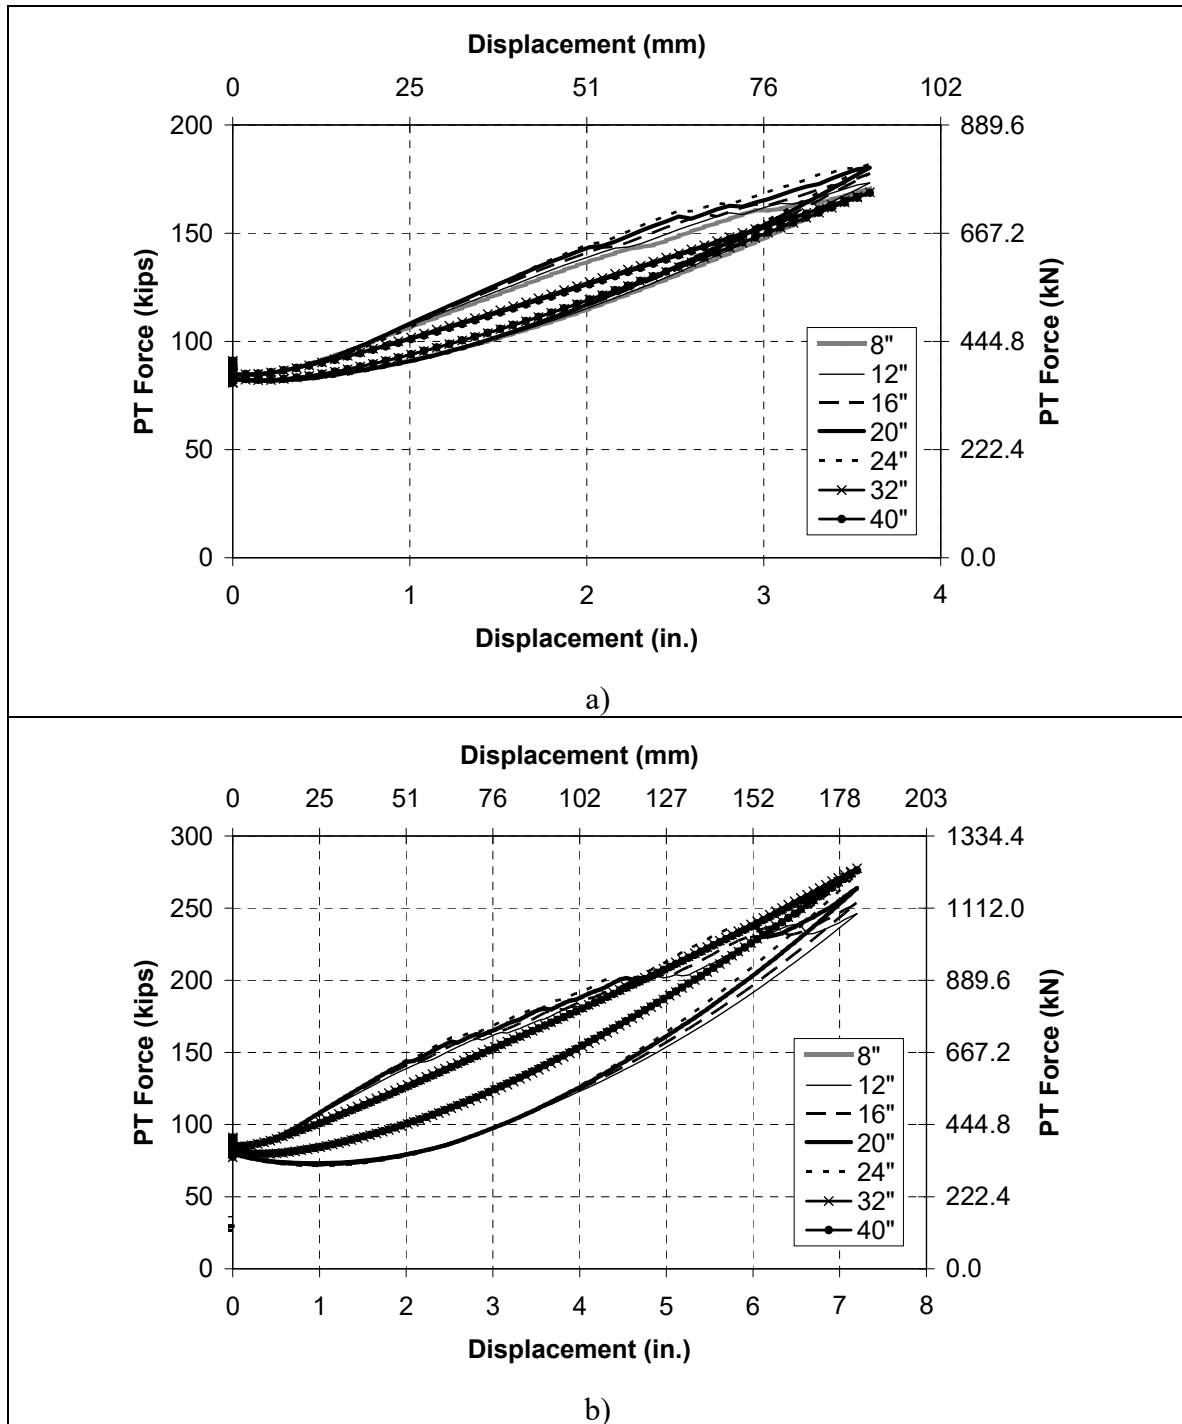 Displacement (mm)
0 25 51 76 102
200 889.6
150 667.2
100 444.8
50 222.4
0 0.0
PT Force (kips)
PT Force (kN)
8"
12"
16"
20"
24"
32"
40"
0 1 2 3 4
Displacement (in.)
a)
Displacement (mm)
0 25 51 76 102 127 152 178 203
300 1334.4
250 1112.0
200 889.6
150 667.2
100 444.8
50 222.4
0 0.0
PT Force (kips)
PT Force (kN)
8"
12"
16"
20"
24"
32"
40"
0 1 2 3 4 5 6 7 8
Displacement (in.)
b)